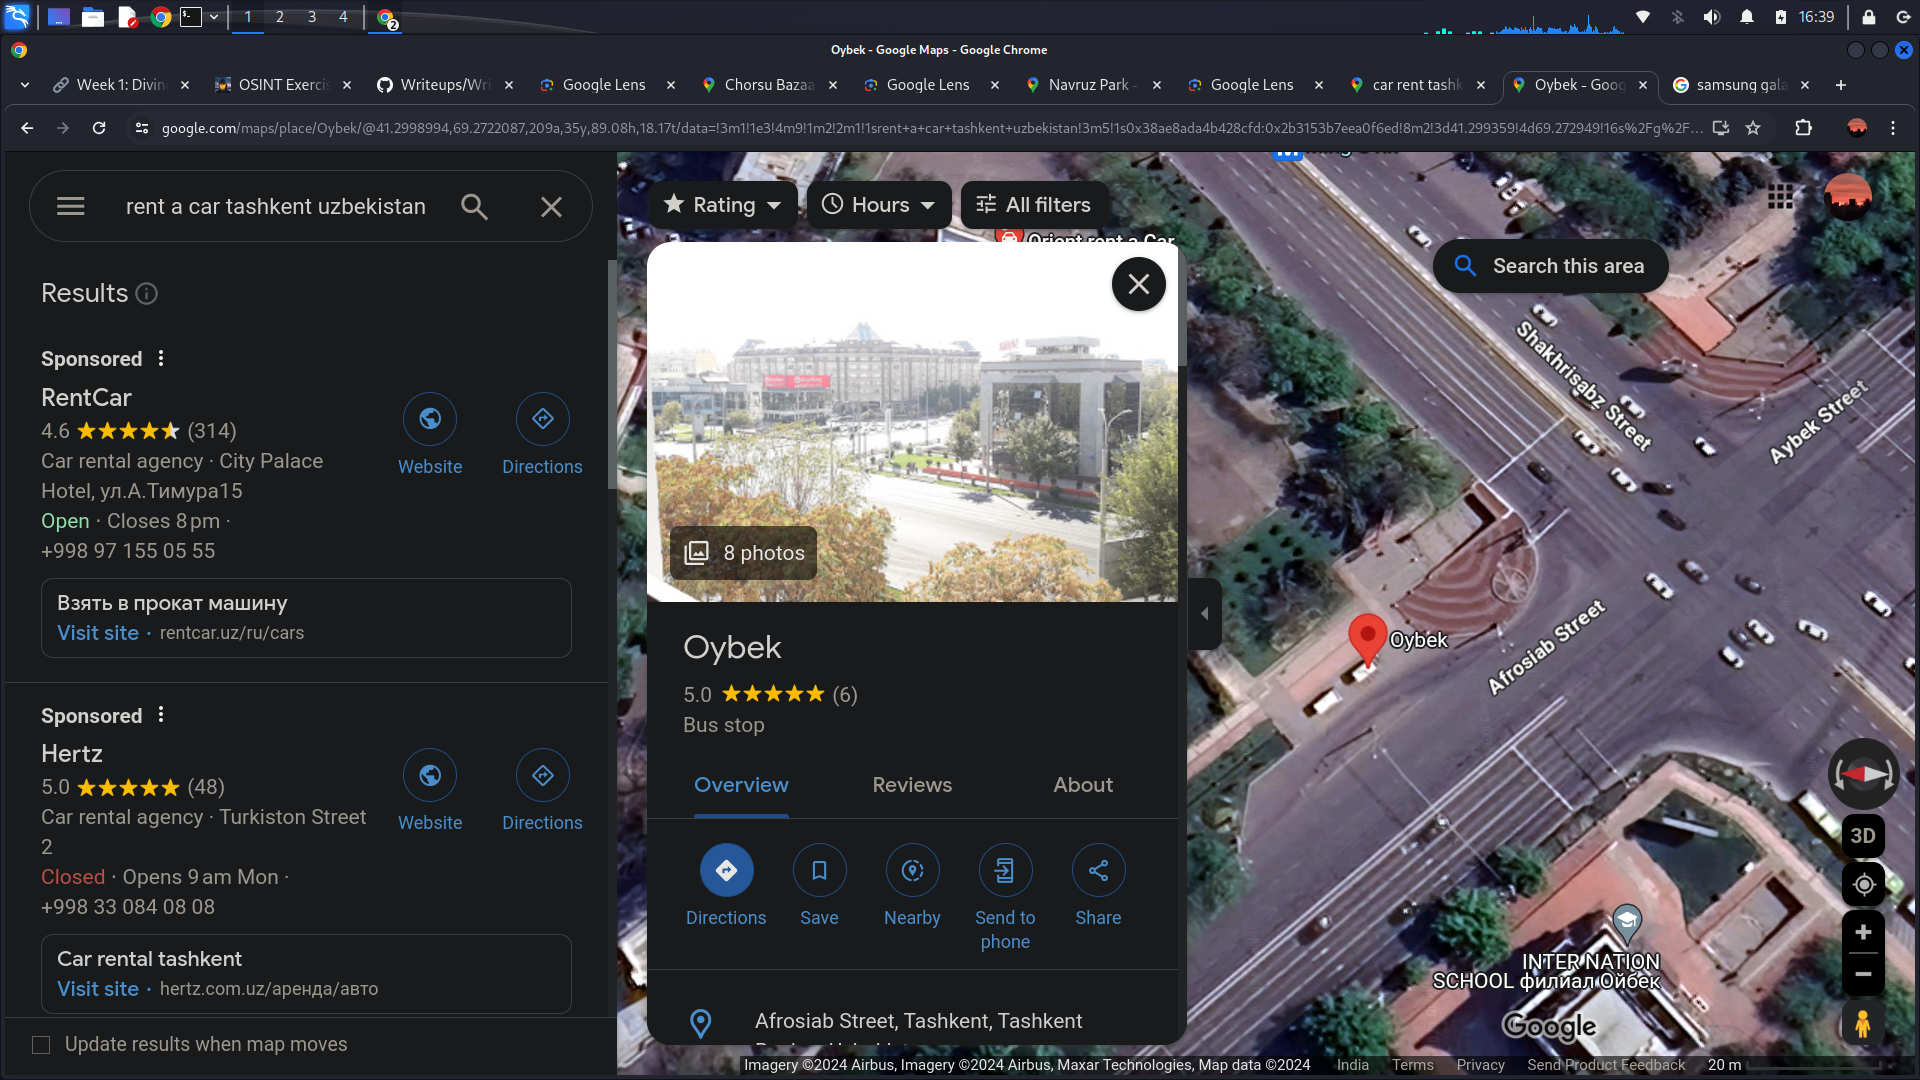 1 2 3 4 2 16:39
Oybek - Google Maps - Google Chrome
Week 1: Divin OSINT Exerci Writeups/Wri Google Lens Chorsu Bazaa Google Lens Navruz Park - Google Lens car rent tashk Oybek - Goog samsung gala
google.com/maps/place/Oybek/@41.2998994,69.2722087,209a,35y,89.08h,18.17t/data=!3m1!1e3!4m9!1m2!2m1!1srent+a+car+tashkent+uzbekistan!3m5!1s0x38ae8ada4b428cfd:0x2b3153b7eea0f6ed!8m2!3d41.299359!4d69.272949!16s%2Fg%2F...
rent a car tashkent uzbekistan
Rating Hours All filters
Orient rent a Car
Search this area
Results
Sponsored
RentCar
4.6 (314)
Car rental agency · City Palace
Hotel, ул.А.Тимура15
Open · Closes 8 pm ·
+998 97 155 05 55
Website Directions
Взять в прокат машину
Visit site · rentcar.uz/ru/cars
Sponsored
Hertz
5.0 (48)
Car rental agency · Turkiston Street
2
Closed · Opens 9 am Mon ·
+998 33 084 08 08
Website Directions
Car rental tashkent
Visit site · hertz.com.uz/аренда/авто
Update results when map moves
8 photos
Oybek
5.0 (6)
Bus stop
Overview Reviews About
Directions Save Nearby Send to phone Share
Afrosiab Street, Tashkent, Tashkent
Shakhrisabz Street
Aybek Street
Oybek
Afrosiab Street
3D
INTER NATION
SCHOOL филиал Ойбек
Google
Imagery ©2024 Airbus, Imagery ©2024 Airbus, Maxar Technologies, Map data ©2024 India Terms Privacy Send Product Feedback 20 m